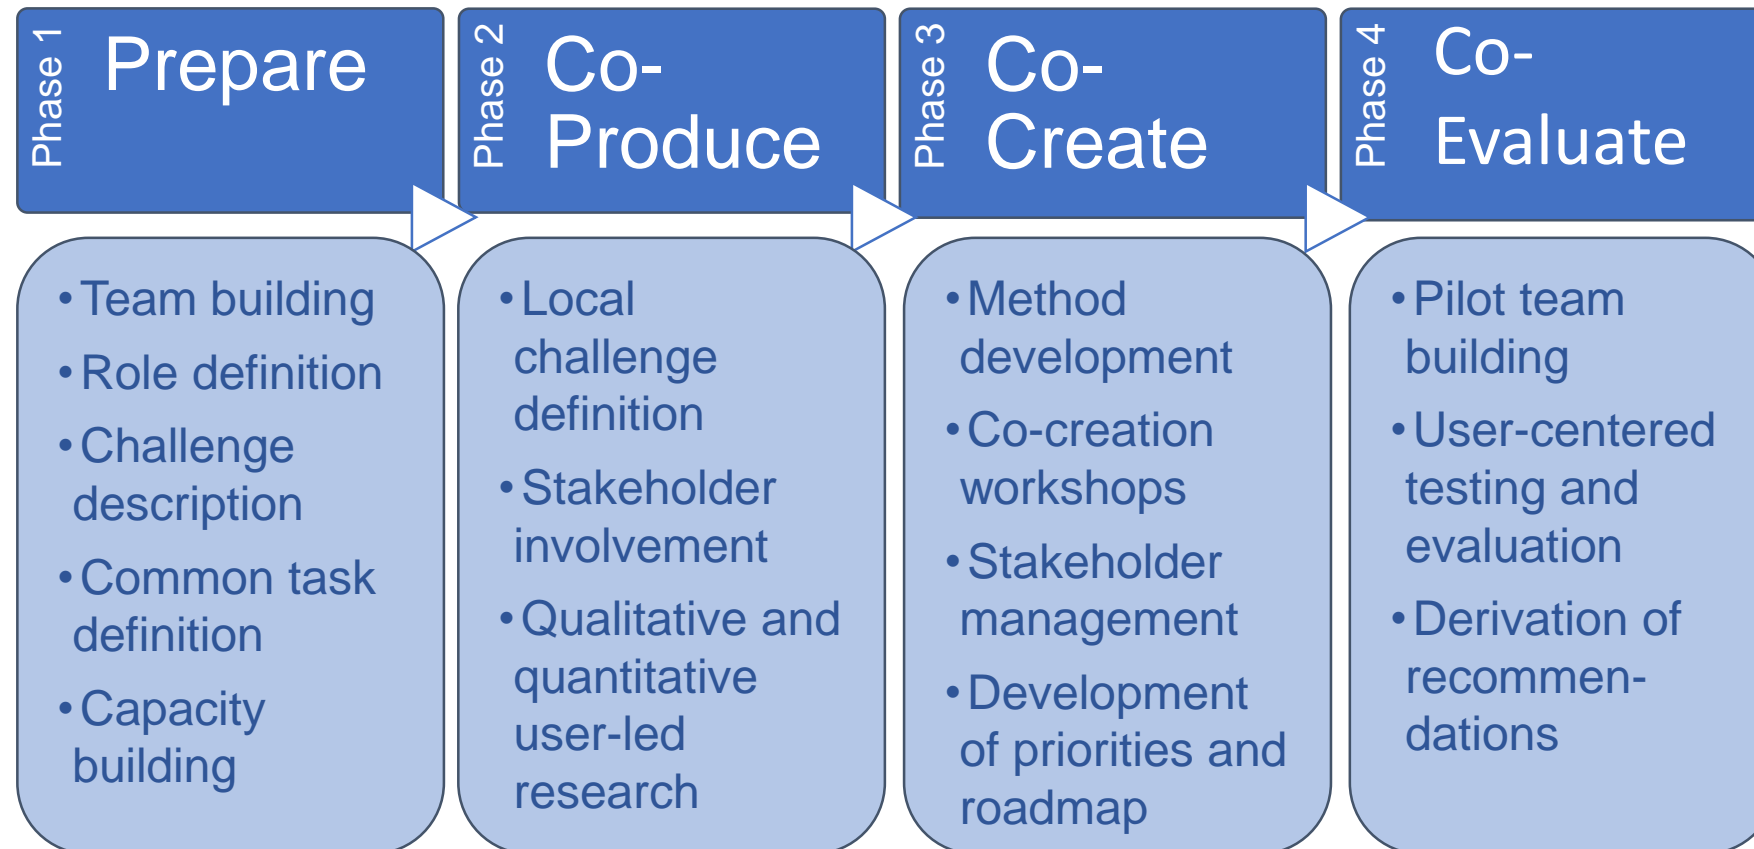 Phase 1
Prepare
• Team building
• Role definition
• Challenge
description
• Common task
definition
• Capacity
building
Phase 2
Co-
Produce
• Local
challenge
definition
• Stakeholder
involvement
• Qualitative and
quantitative
user-led
research
Phase 3
Co-
Create
• Method
development
• Co-creation
workshops
• Stakeholder
management
• Development
of priorities and
roadmap
Phase 4
Co-
Evaluate
• Pilot team
building
• User-centered
testing and
evaluation
• Derivation of
recommen-
dations